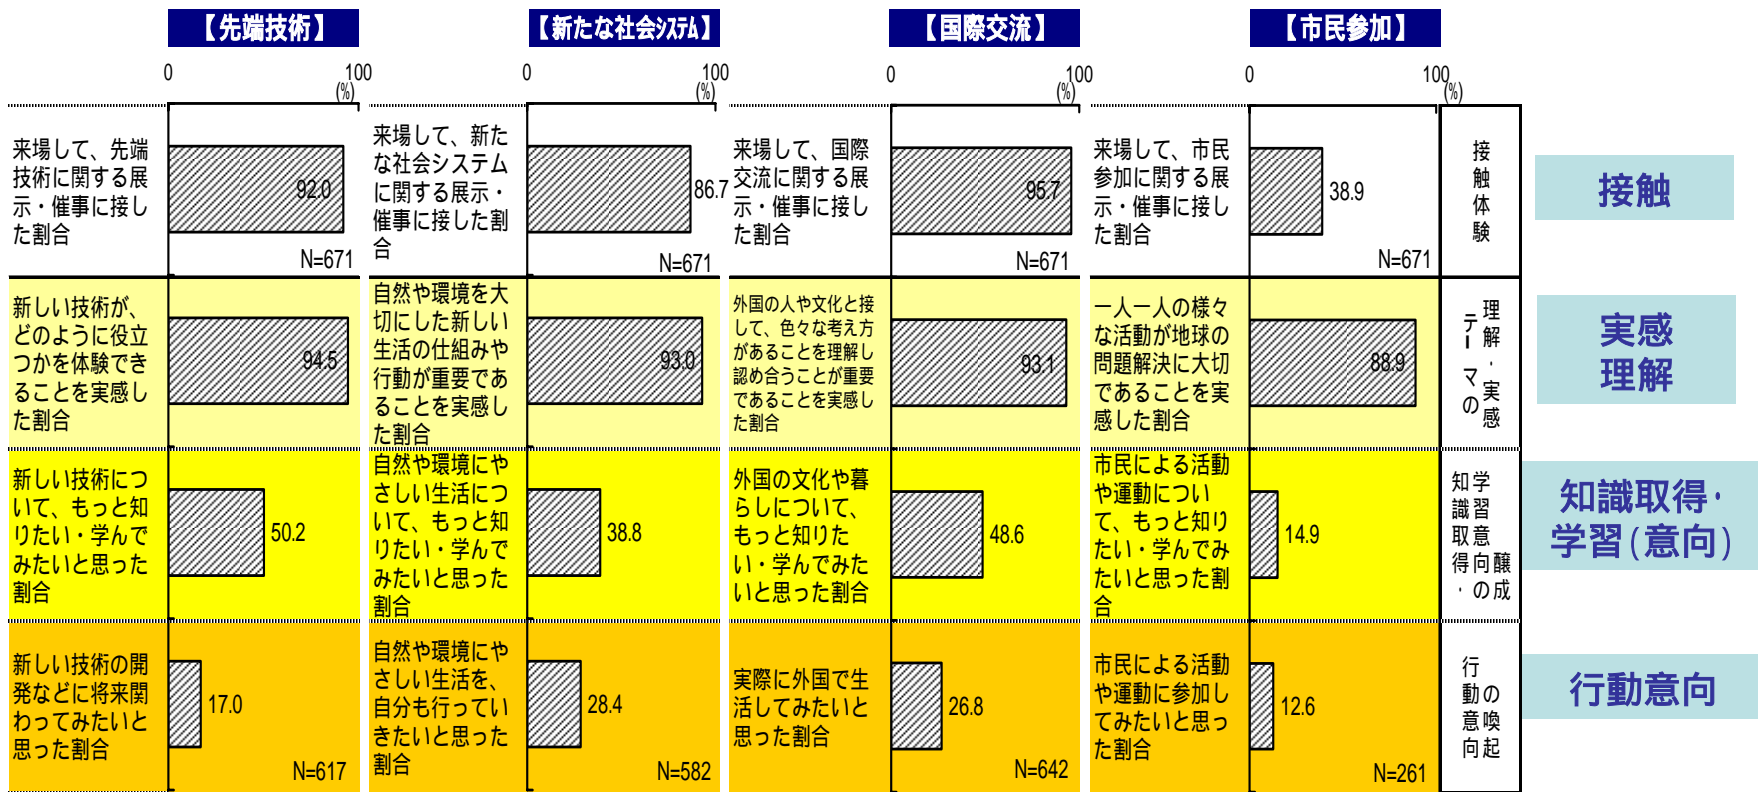 【先端技術】
【新たな社会システム】
【国際交流】
【市民参加】
0
100
(%)
0
100
(%)
0
100
(%)
0
100
(%)
来場して、先端
技術に関する展
示・催事に接し
た割合
92.0
N=671
来場して、新た
な社会システム
に関する展示・
催事に接した割
合
86.7
N=671
来場して、国際
交流に関する展
示・催事に接し
た割合
95.7
N=671
来場して、市民
参加に関する展
示・催事に接し
た割合
38.9
N=671
接触体験
接触
新しい技術が、
どのように役立
つかを体験でき
ることを実感し
た割合
94.5
自然や環境を大
切にした新しい
生活の仕組みや
行動が重要であ
ることを実感し
た割合
93.0
外国の人や文化と接
して、色々な考え方
があることを理解し
認め合うことが重要
であることを実感し
た割合
93.1
一人一人の様々
な活動が地球の
問題解決に大切
であることを実
感した割合
88.9
テーマの
理解・実感
実感
理解
新しい技術につ
いて、もっと知
りたい・学んで
みたいと思った
割合
50.2
自然や環境にや
さしい生活につ
いて、もっと知
りたい・学んで
みたいと思った
割合
38.8
外国の文化や暮
らしについて、
もっと知りた
い・学んでみた
いと思った割合
48.6
市民による活動
や運動につい
て、もっと知り
たい・学んでみ
たいと思った割
合
14.9
知識取得・
学習意向の
醸成
知識取得・
学習(意向)
新しい技術の開
発などに将来関
わってみたいと
思った割合
17.0
N=617
自然や環境にや
さしい生活を、
自分も行ってい
きたいと思った
割合
28.4
N=582
実際に外国で生
活してみたいと
思った割合
26.8
N=642
市民による活動
や運動に参加し
てみたいと思っ
た割合
12.6
N=261
行動意向
の喚起
行動意向